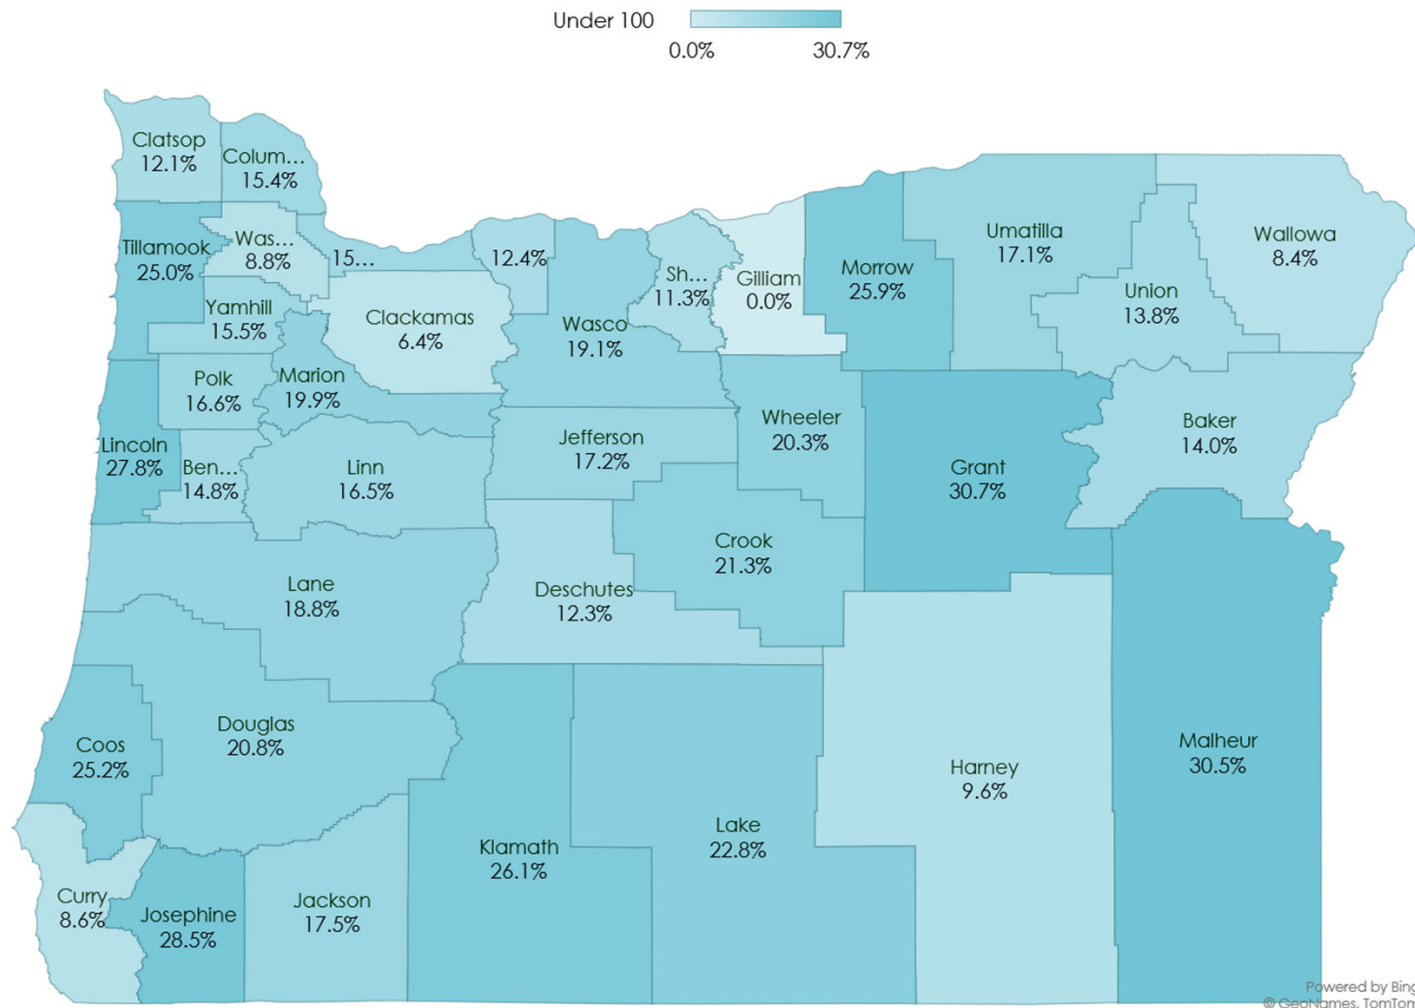 Under 100
0.0% 30.7%
Clatsop
12.1%
Colum...
15.4%
Tillamook
25.0%
Was...
8.8%
15...
12.4%
Sh...
11.3%
Gilliam
0.0%
Morrow
25.9%
Umatilla
17.1%
Wallowa
8.4%
Union
13.8%
Yamhill
15.5%
Clackamas
6.4%
Wasco
19.1%
Polk
16.6%
Marion
19.9%
Wheeler
20.3%
Baker
14.0%
Lincoln
27.8%
Ben...
14.8%
Linn
16.5%
Jefferson
17.2%
Grant
30.7%
Crook
21.3%
Lane
18.8%
Deschutes
12.3%
Douglas
20.8%
Coos
25.2%
Malheur
30.5%
Harney
9.6%
Klamath
26.1%
Lake
22.8%
Curry
8.6%
Josephine
28.5%
Jackson
17.5%
Powered by Bing
© GeoNames, TomTom